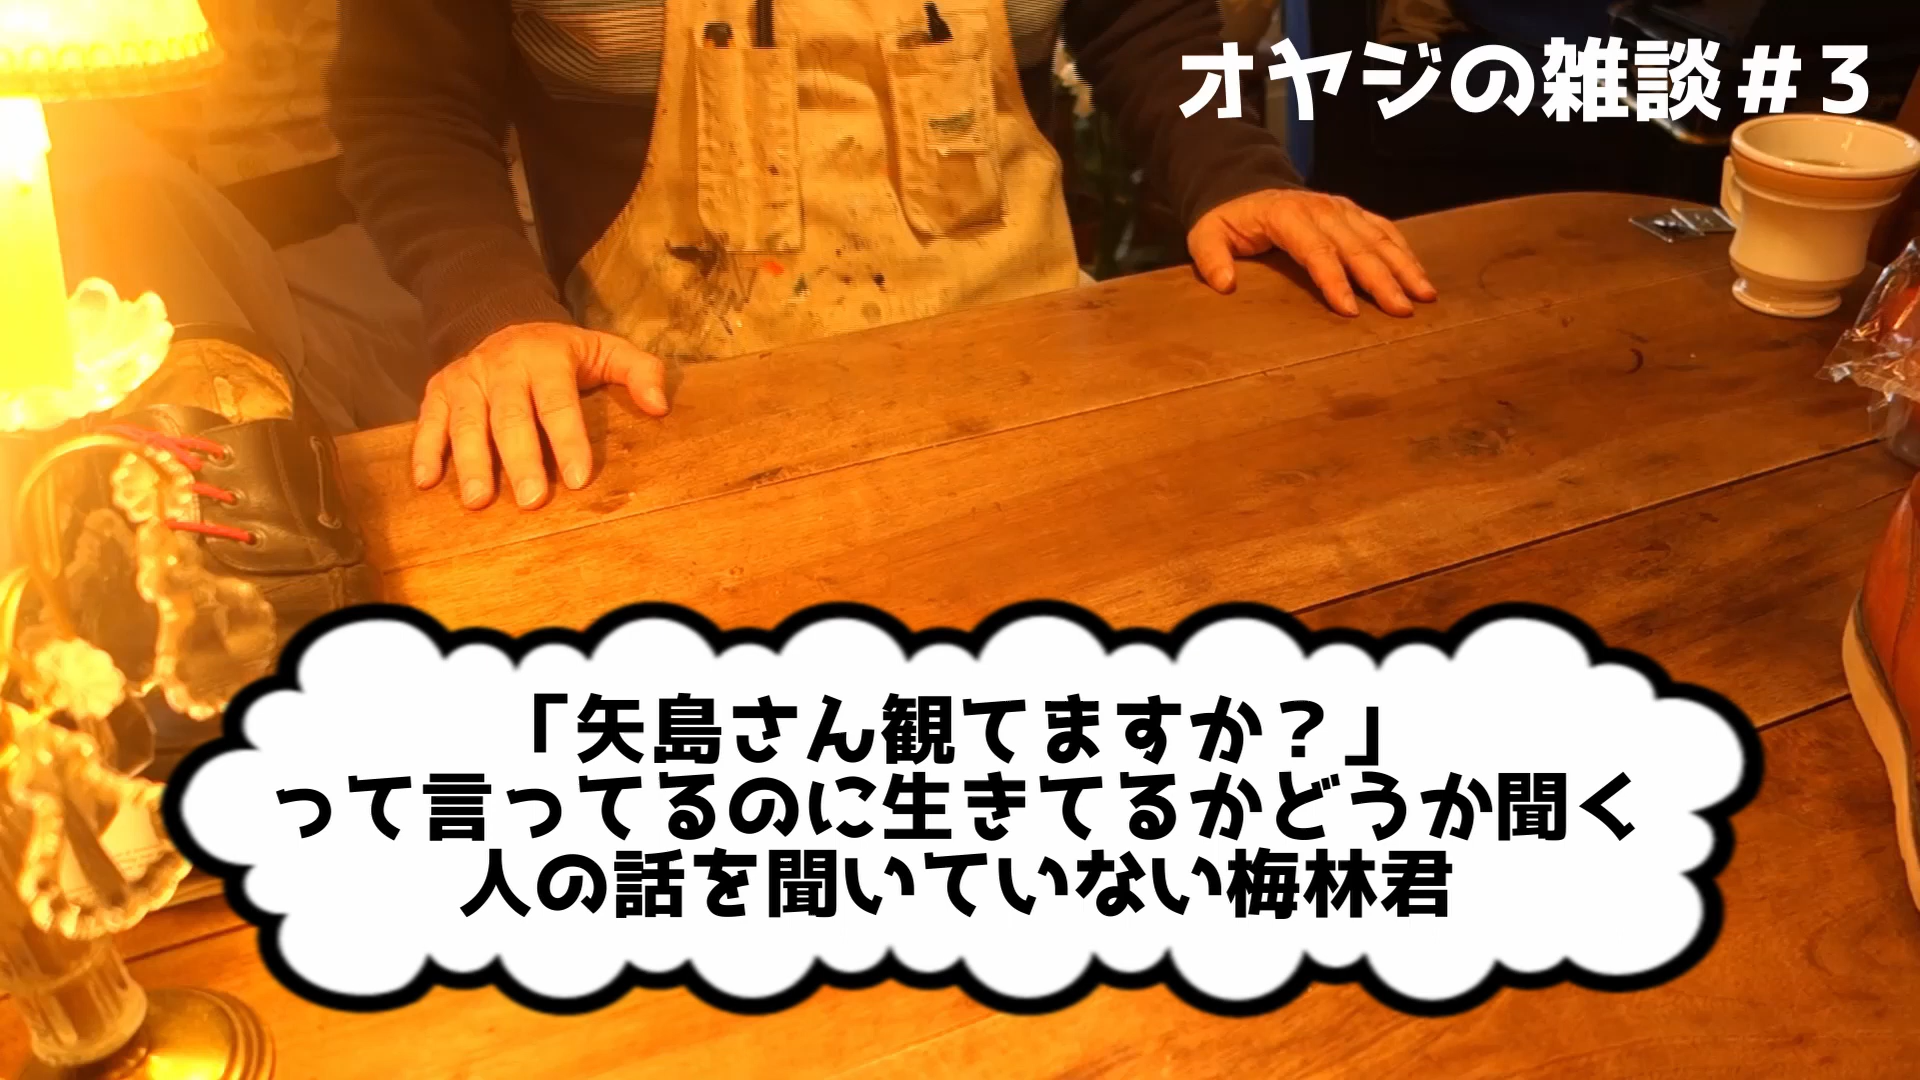 オヤジの雑談#3
「矢島さん観てますか？」
って言ってるのに生きてるかどうか聞く
人の話を聞いていない梅林君